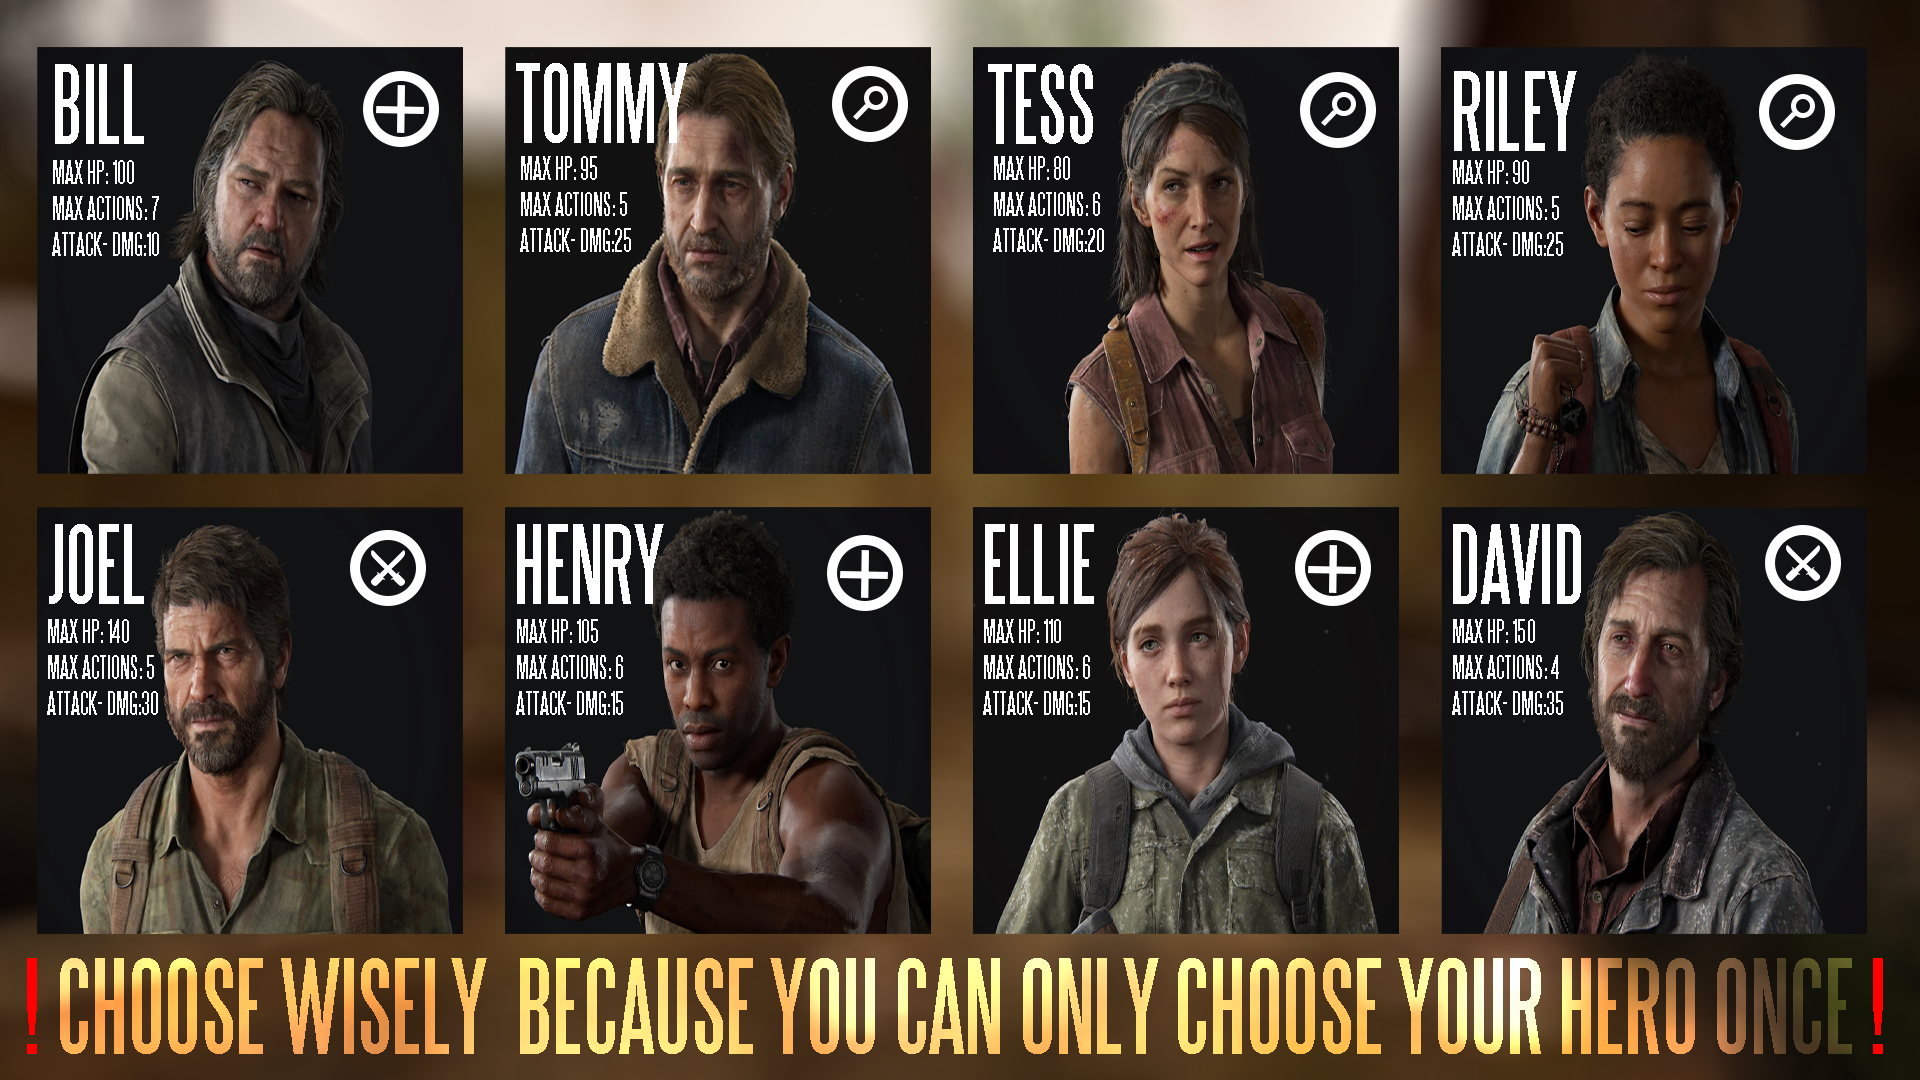 BILL
MAX HP: 100
MAX ACTIONS: 7
ATTACK- DMG:10
TOMMY
MAX HP: 95
MAX ACTIONS: 5
ATTACK- DMG:25
TESS
MAX HP: 80
MAX ACTIONS: 6
ATTACK- DMG:20
RILEY
MAX HP: 90
MAX ACTIONS: 5
ATTACK- DMG:25
JOEL
MAX HP: 140
MAX ACTIONS: 5
ATTACK- DMG:30
HENRY
MAX HP: 105
MAX ACTIONS: 6
ATTACK- DMG:15
ELLIE
MAX HP: 110
MAX ACTIONS: 6
ATTACK- DMG:15
DAVID
MAX HP: 150
MAX ACTIONS: 4
ATTACK- DMG:35
! CHOOSE WISELY BECAUSE YOU CAN ONLY CHOOSE YOUR HERO ONCE !